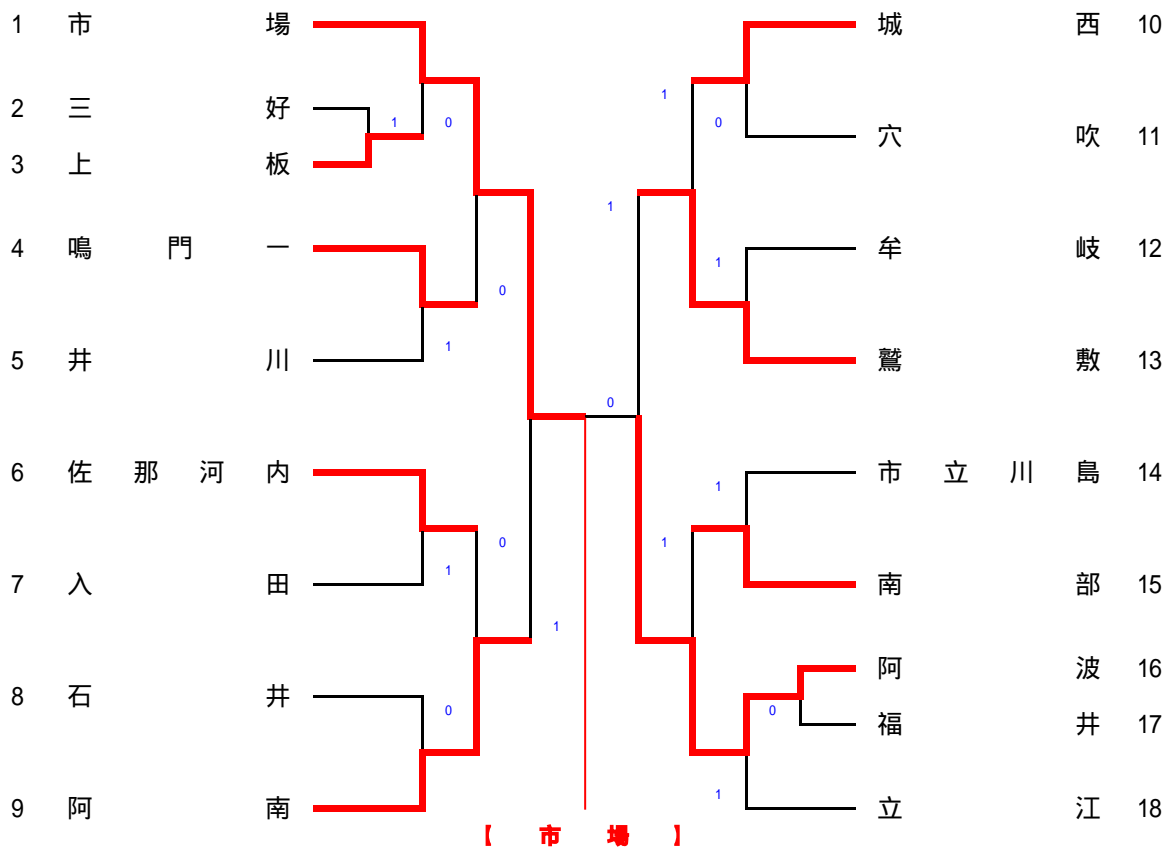 1 市場
城西 10
1
2 三好
1 0
0
穴吹 11
3 上板
1
4 鳴門一
牟岐 12
1
0
1
5 井川
鷲敷 13
0
6 佐那河内
市立川島 14
1
0
1
1
7 入田
南部 15
1
阿波 16
8 石井
0
0
福井 17
1
9 阿南
立江 18
【 市場 】